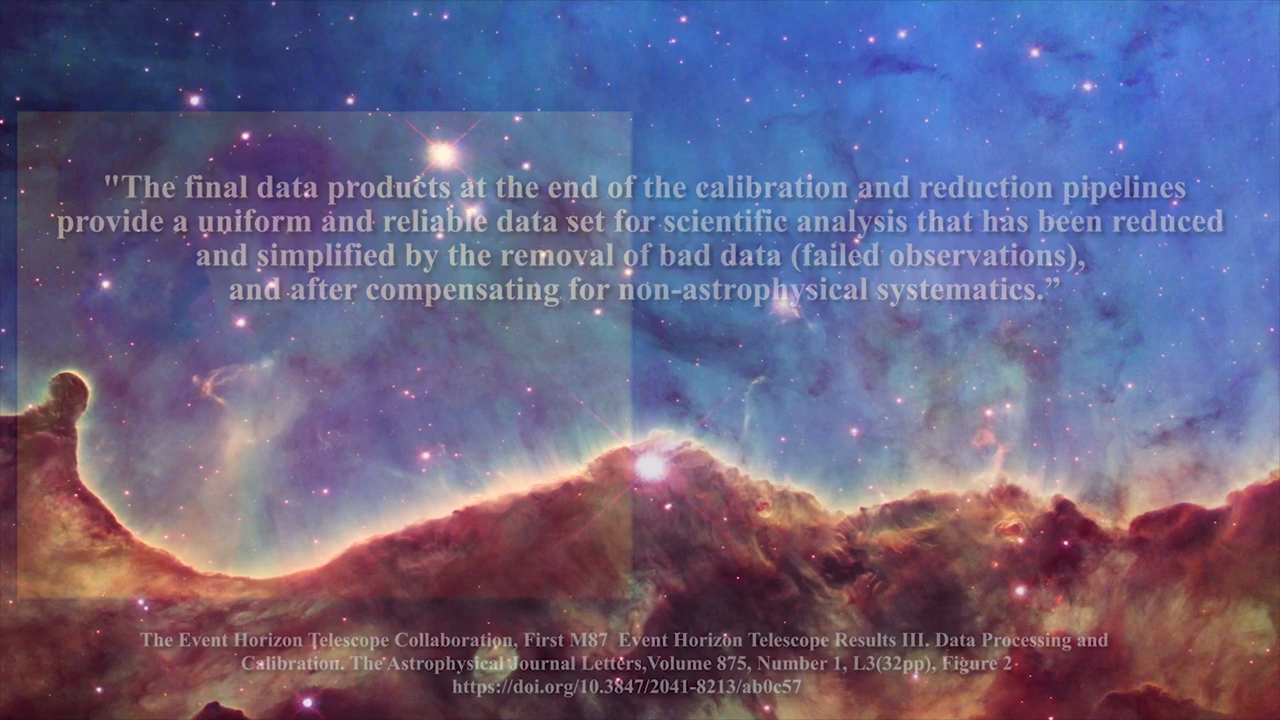 "The final data products at the end of the calibration and reduction pipelines
provide a uniform and reliable data set for scientific analysis that has been reduced
and simplified by the removal of bad data (failed observations),
and after compensating for non-astrophysical systematics.”
The Event Horizon Telescope Collaboration, First M87  Event Horizon Telescope Results III. Data Processing and
Calibration. The Astrophysical Journal Letters,Volume 875, Number 1, L3(32pp), Figure 2
https://doi.org/10.3847/2041-8213/ab0c57